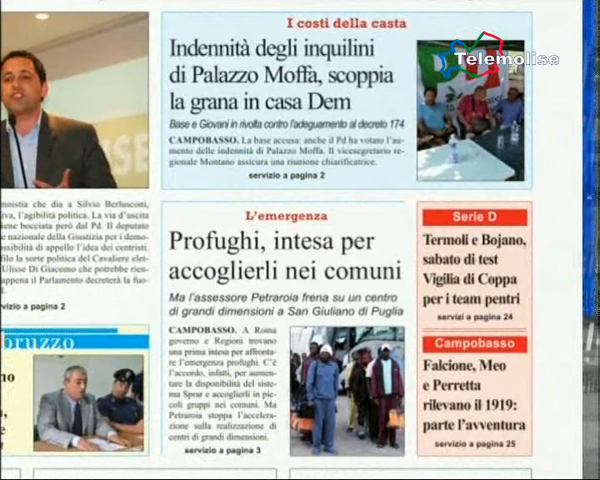 Telemolise
I costi della casta
Indennità degli inquilini
di Palazzo Moffa, scoppia
la grana in casa Dem
Base e Giovani in rivolta contro l'adeguamento al decreto 174
CAMPOBASSO. La base accusa: anche il Pd ha votato l'au-
mento delle indennità di Palazzo Moffa. Il vicesegretario re-
gionale Montano assicura una riunione chiarificatrice.
servizio a pagina 2
mnistia che dia a Silvio Berlusconi,
iva, l'agibilità politica. La via d'uscita
iene bocciata però dal Pd. Il deputato
e nazionale della Giustizia per i demo-
ssibilità di appello l'idea dei centristi.
filo la sorte politica del Cavaliere elet-
Ulisse Di Giacomo che potrebbe rien-
appena il Parlamento decreterà la fuo-
vizio a pagina 2
bruzzo
L'emergenza
Profughi, intesa per
accoglierli nei comuni
Ma l'assessore Petraroia frena su un centro
di grandi dimensioni a San Giuliano di Puglia
CAMPOBASSO. A Roma
governo e Regioni trovano
una prima intesa per affronta-
re l'emergenza profughi. C'è
l'accordo, infatti, per aumen-
tare la disponibilità del siste-
ma Sprar e accoglierli in pic-
coli gruppi nei comuni. Ma
Petraroia stoppa l'accelera-
zione sulla realizzazione di
centri di grandi dimensioni.
servizio a pagina 3
Serie D
Termoli e Bojano,
sabato di test
Vigilia di Coppa
per i team pentri
servizi a pagina 24
Campobasso
Falcione, Meo
e Perretta
rilevano il 1919:
parte l'avventura
servizio a pagina 25